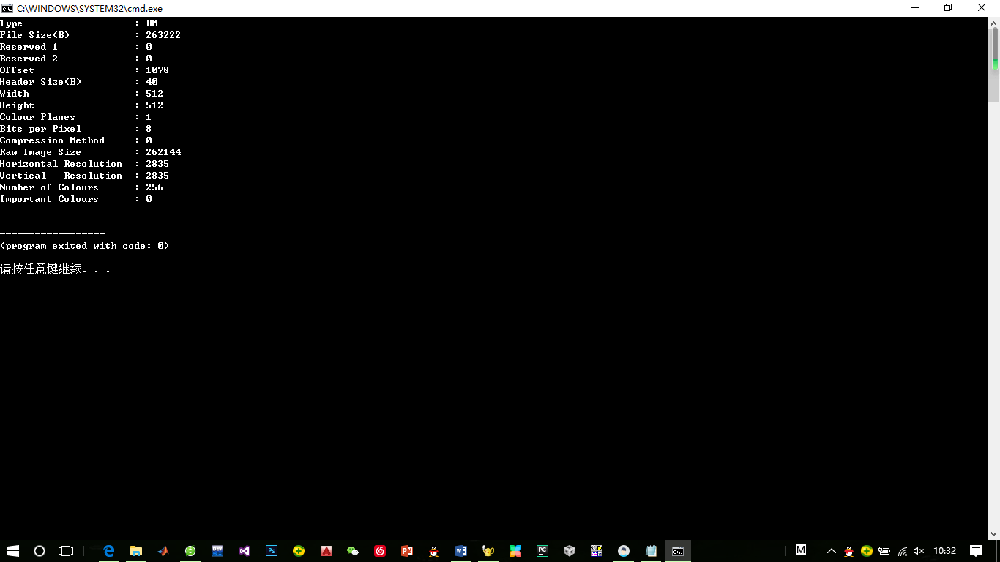 C:\WINDOWS\SYSTEM32\cmd.exe
Type : BM
File Size(B) : 263222
Reserved 1 : 0
Reserved 2 : 0
Offset : 1078
Header Size(B) : 40
Width : 512
Height : 512
Colour Planes : 1
Bits per Pixel : 8
Compression Method : 0
Raw Image Size : 262144
Horizontal Resolution : 2835
Vertical Resolution : 2835
Number of Colours : 256
Important Colours : 0
------------------
(program exited with code: 0)
请按任意键继续. . .
M
10:32